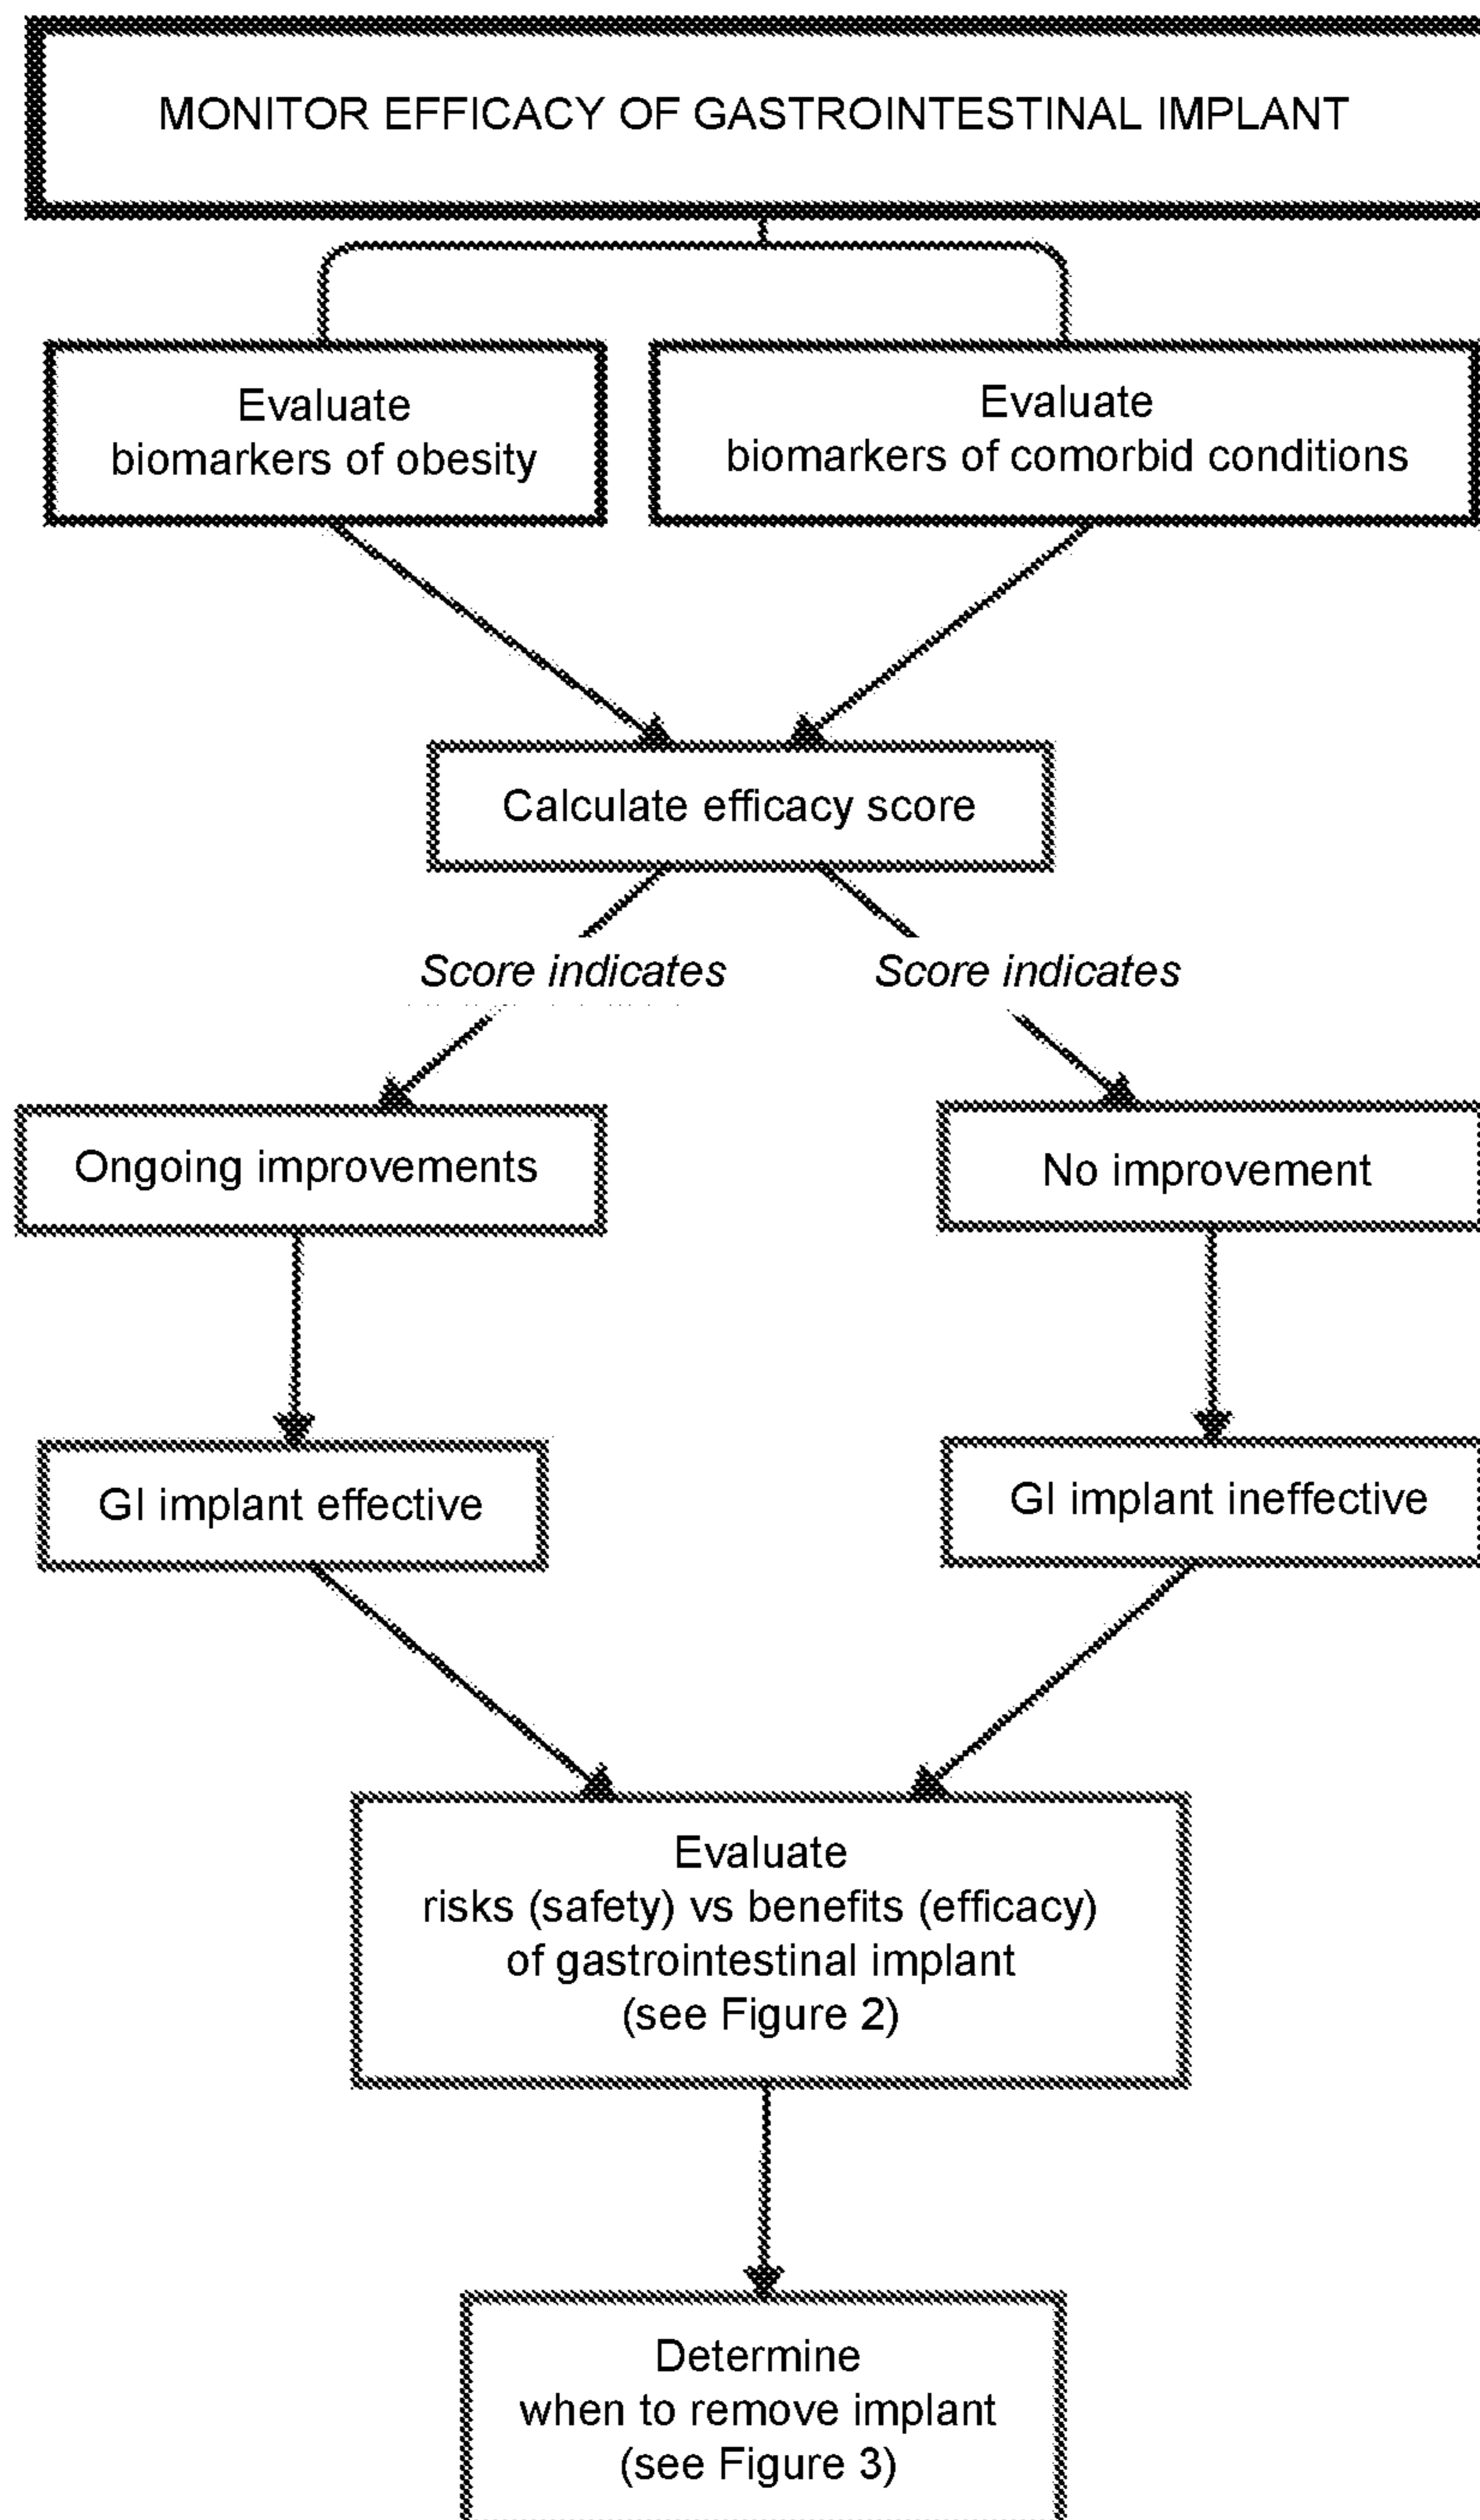 MONITOR EFFICACY OF GASTROINTESTINAL IMPLANT
Evaluate
biomarkers of obesity
Evaluate
biomarkers of comorbid conditions
Calculate efficacy score
Score indicates
Score indicates
Ongoing improvements
No improvement
GI implant effective
GI implant ineffective
Evaluate
risks (safety) vs benefits (efficacy)
of gastrointestinal implant
(see Figure 2)
Determine
when to remove implant
(see Figure 3)